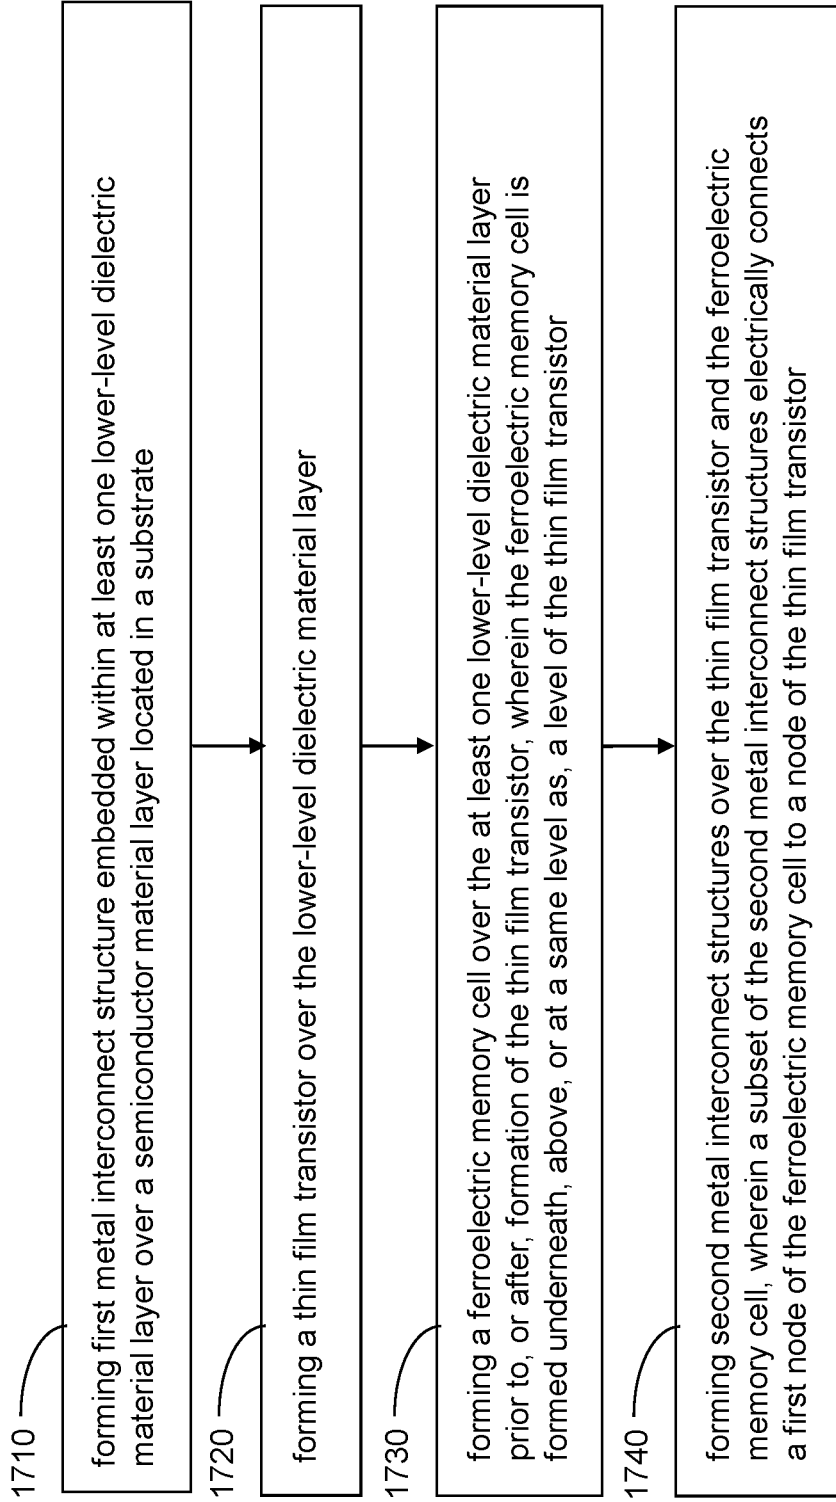 1710
forming first metal interconnect structure embedded within at least one lower-level dielectric
material layer over a semiconductor material layer located in a substrate
1720
forming a thin film transistor over the lower-level dielectric material layer
1730
forming a ferroelectric memory cell over the at least one lower-level dielectric material layer
prior to, or after, formation of the thin film transistor, wherein the ferroelectric memory cell is
formed underneath, above, or at a same level as, a level of the thin film transistor
1740
forming second metal interconnect structures over the thin film transistor and the ferroelectric
memory cell, wherein a subset of the second metal interconnect structures electrically connects
a first node of the ferroelectric memory cell to a node of the thin film transistor